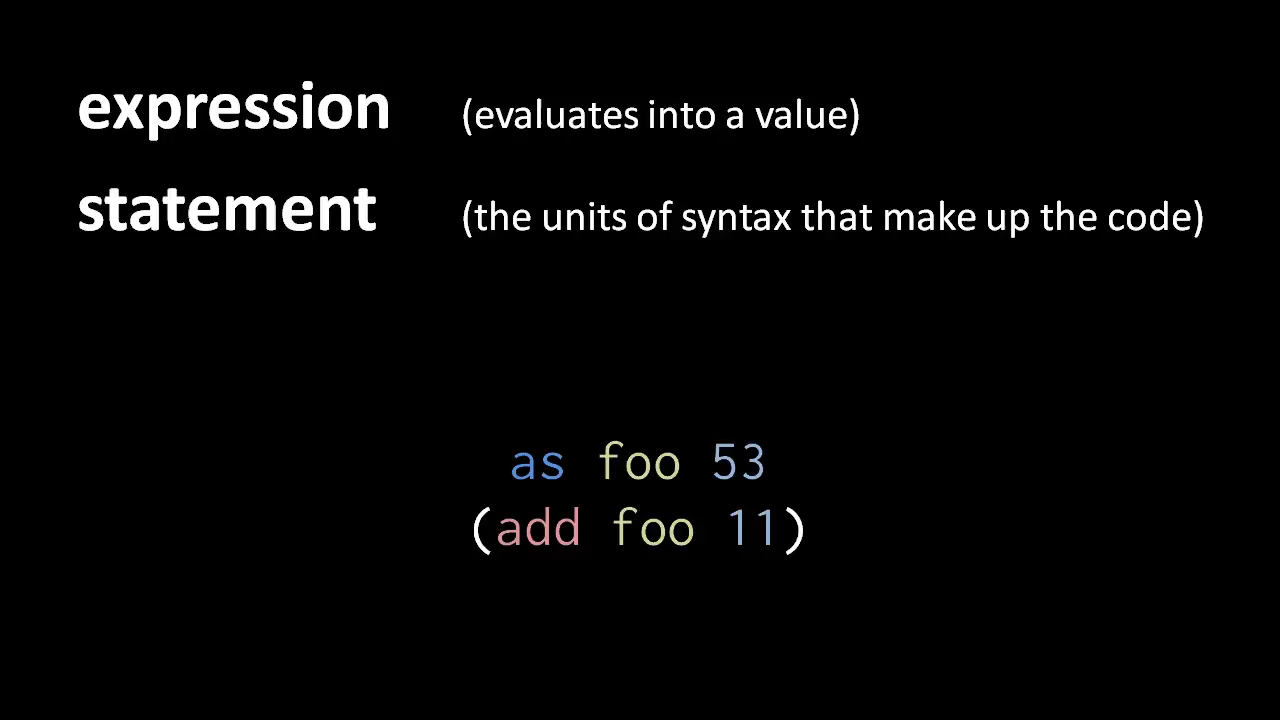 expression (evaluates into a value)
statement (the units of syntax that make up the code)
as foo 53
(add foo 11)